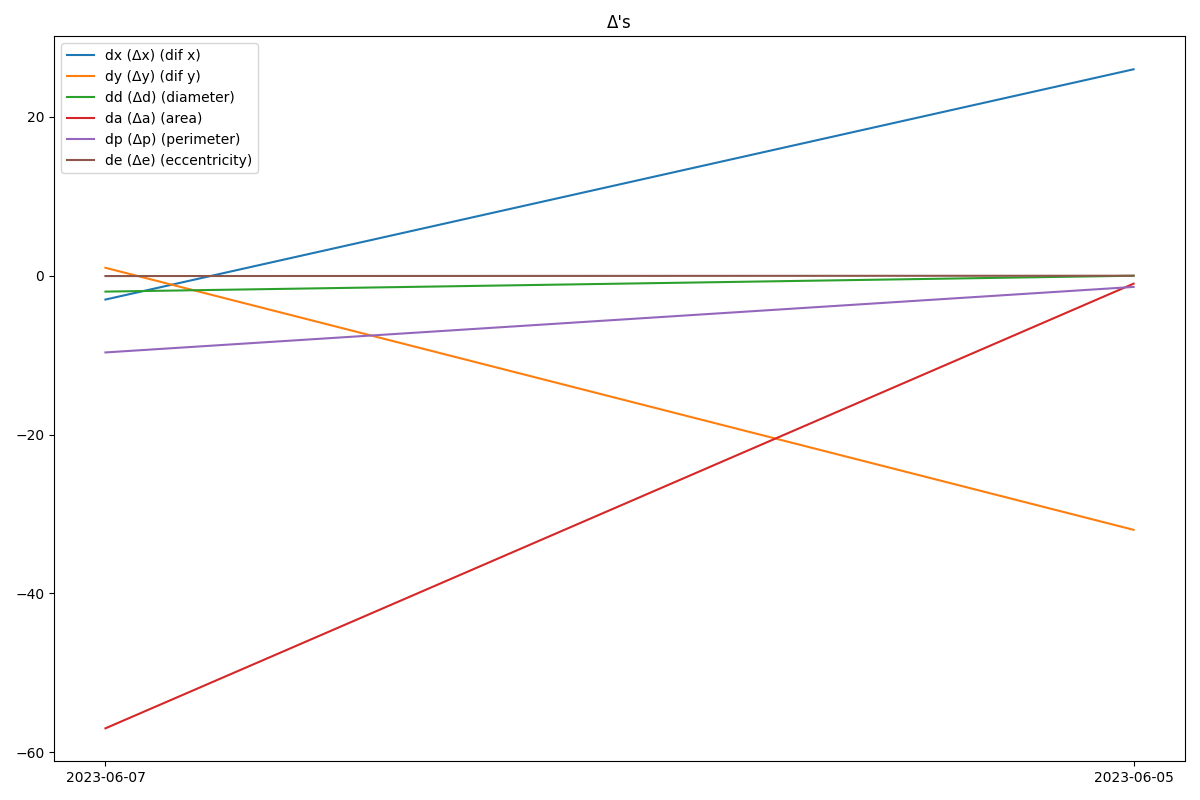 Δ's
dx (Δx) (dif x)
dy (Δy) (dif y)
dd (Δd) (diameter)
da (Δa) (area)
dp (Δp) (perimeter)
de (Δe) (eccentricity)
20
0
−20
−40
−60
2023-06-07 2023-06-05